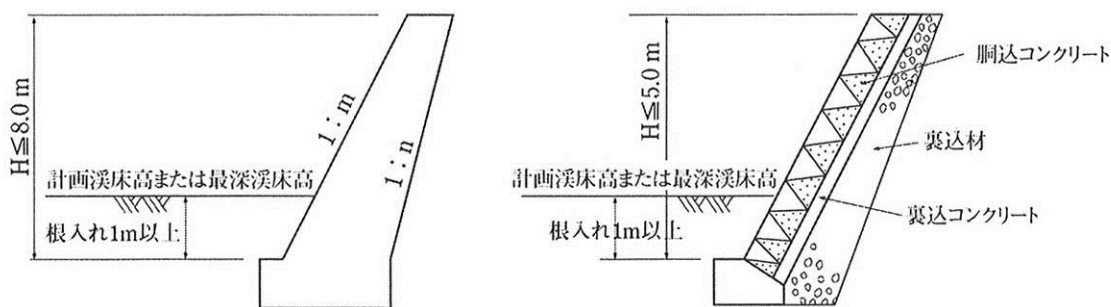 H≦8.0 m
1:m
1:n
計画渓床高または最深渓床高
根入れ1m以上
H≦5.0 m
計画渓床高または最深渓床高
根入れ1m以上
胴込コンクリート
裏込材
裏込コンクリート